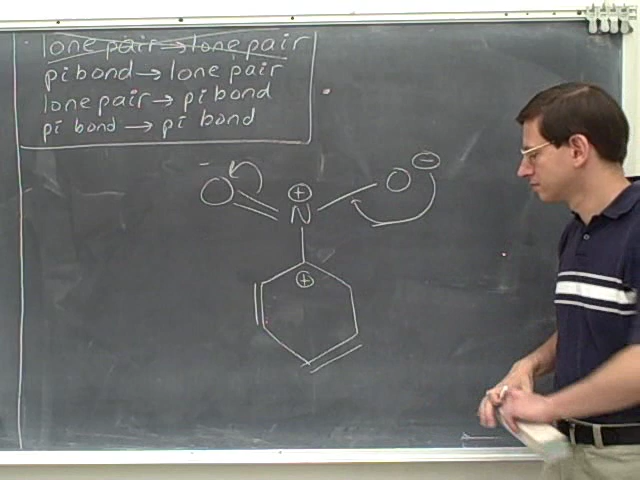 lone pair → lone pair
pi bond → lone pair
lone pair → pi bond
pi bond → pi bond
O N O